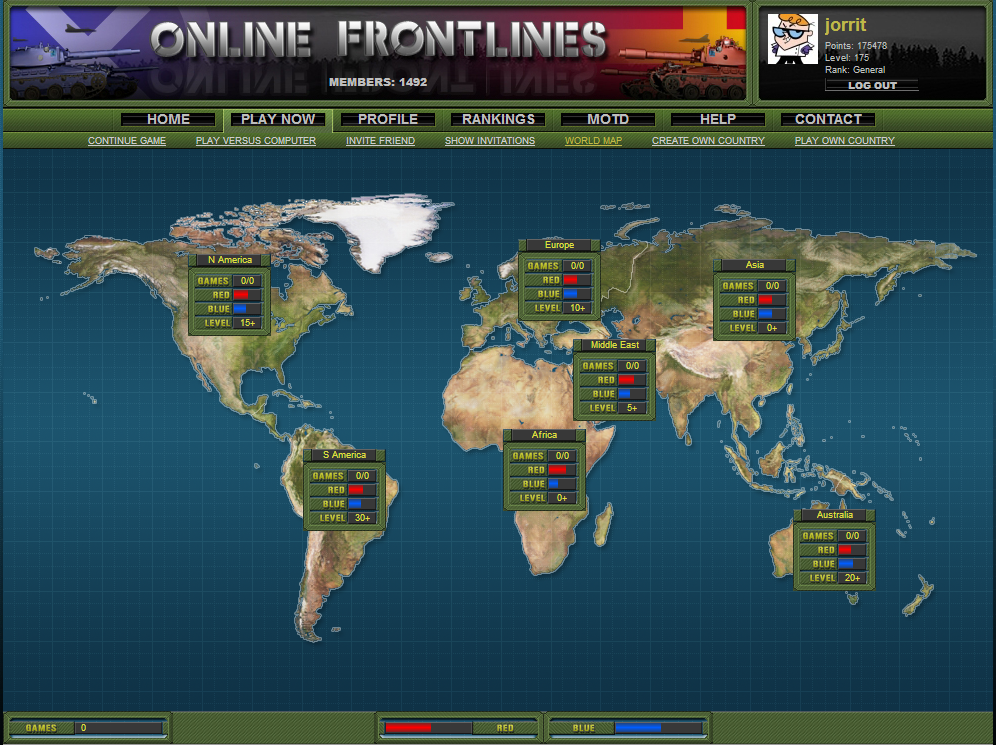 ONLINE FRONTLINES
MEMBERS: 1492
jorrit
Points: 175478
Level: 175
Rank: General
LOG OUT
HOME PLAY NOW PROFILE RANKINGS MOTD HELP CONTACT
CONTINUE GAME PLAY VERSUS COMPUTER INVITE FRIEND SHOW INVITATIONS WORLD MAP CREATE OWN COUNTRY PLAY OWN COUNTRY
N America
GAMES 0/0
RED
BLUE
LEVEL 15+
Europe
GAMES 0/0
RED
BLUE
LEVEL 10+
Asia
GAMES 0/0
RED
BLUE
LEVEL 0+
Middle East
GAMES 0/0
RED
BLUE
LEVEL 5+
Africa
GAMES 0/0
RED
BLUE
LEVEL 0+
S America
GAMES 0/0
RED
BLUE
LEVEL 30+
Australia
GAMES 0/0
RED
BLUE
LEVEL 20+
GAMES 0
RED
BLUE